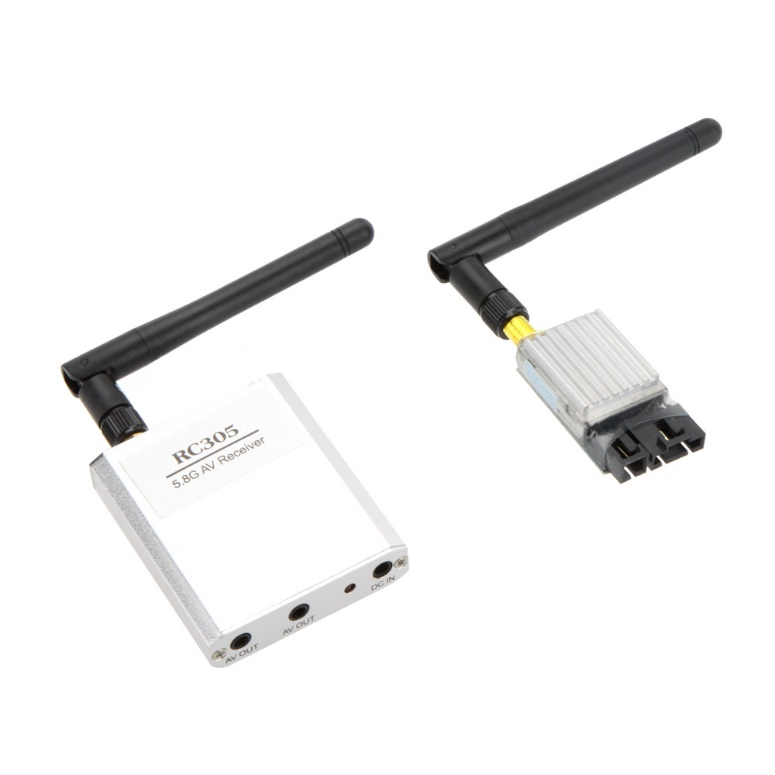 RC305
5.8G AV Receiver
AV OUT
AV OUT
DC IN